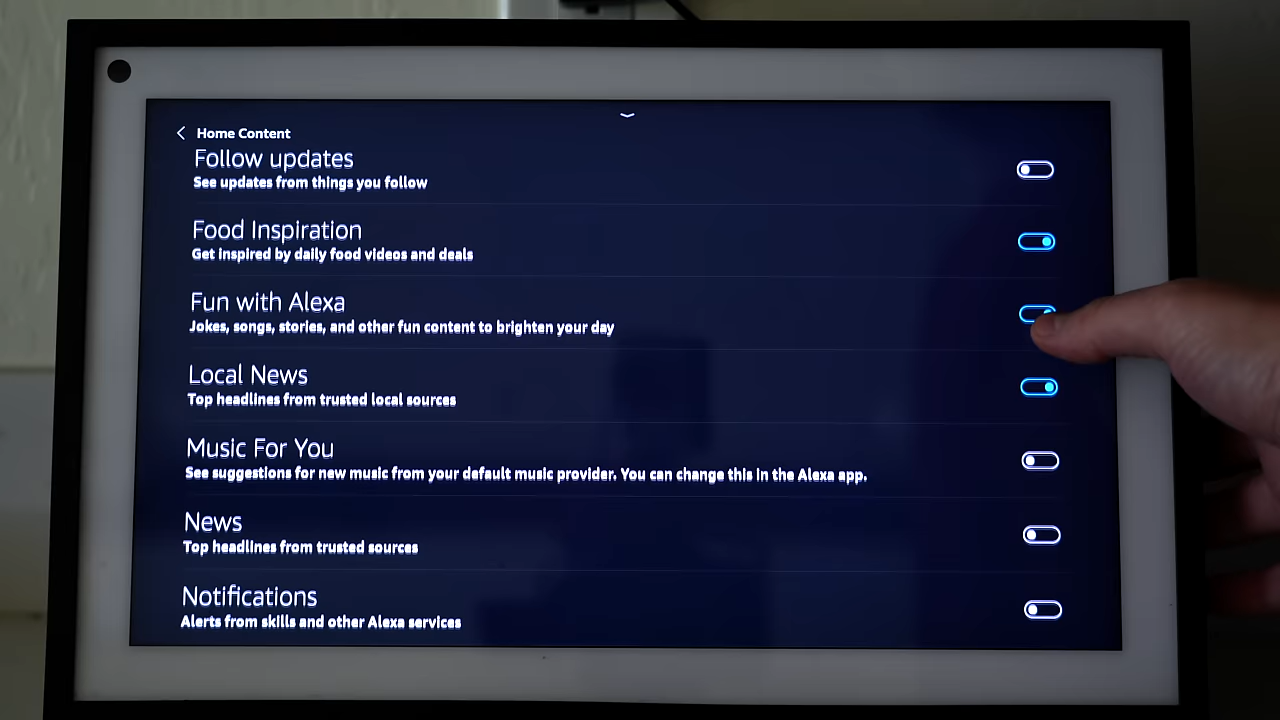 Home Content
Follow updates
See updates from things you follow
Food Inspiration
Get inspired by daily food videos and deals
Fun with Alexa
Jokes, songs, stories, and other fun content to brighten your day
Local News
Top headlines from trusted local sources
Music For You
See suggestions for new music from your default music provider. You can change this in the Alexa app.
News
Top headlines from trusted sources
Notifications
Alerts from skills and other Alexa services